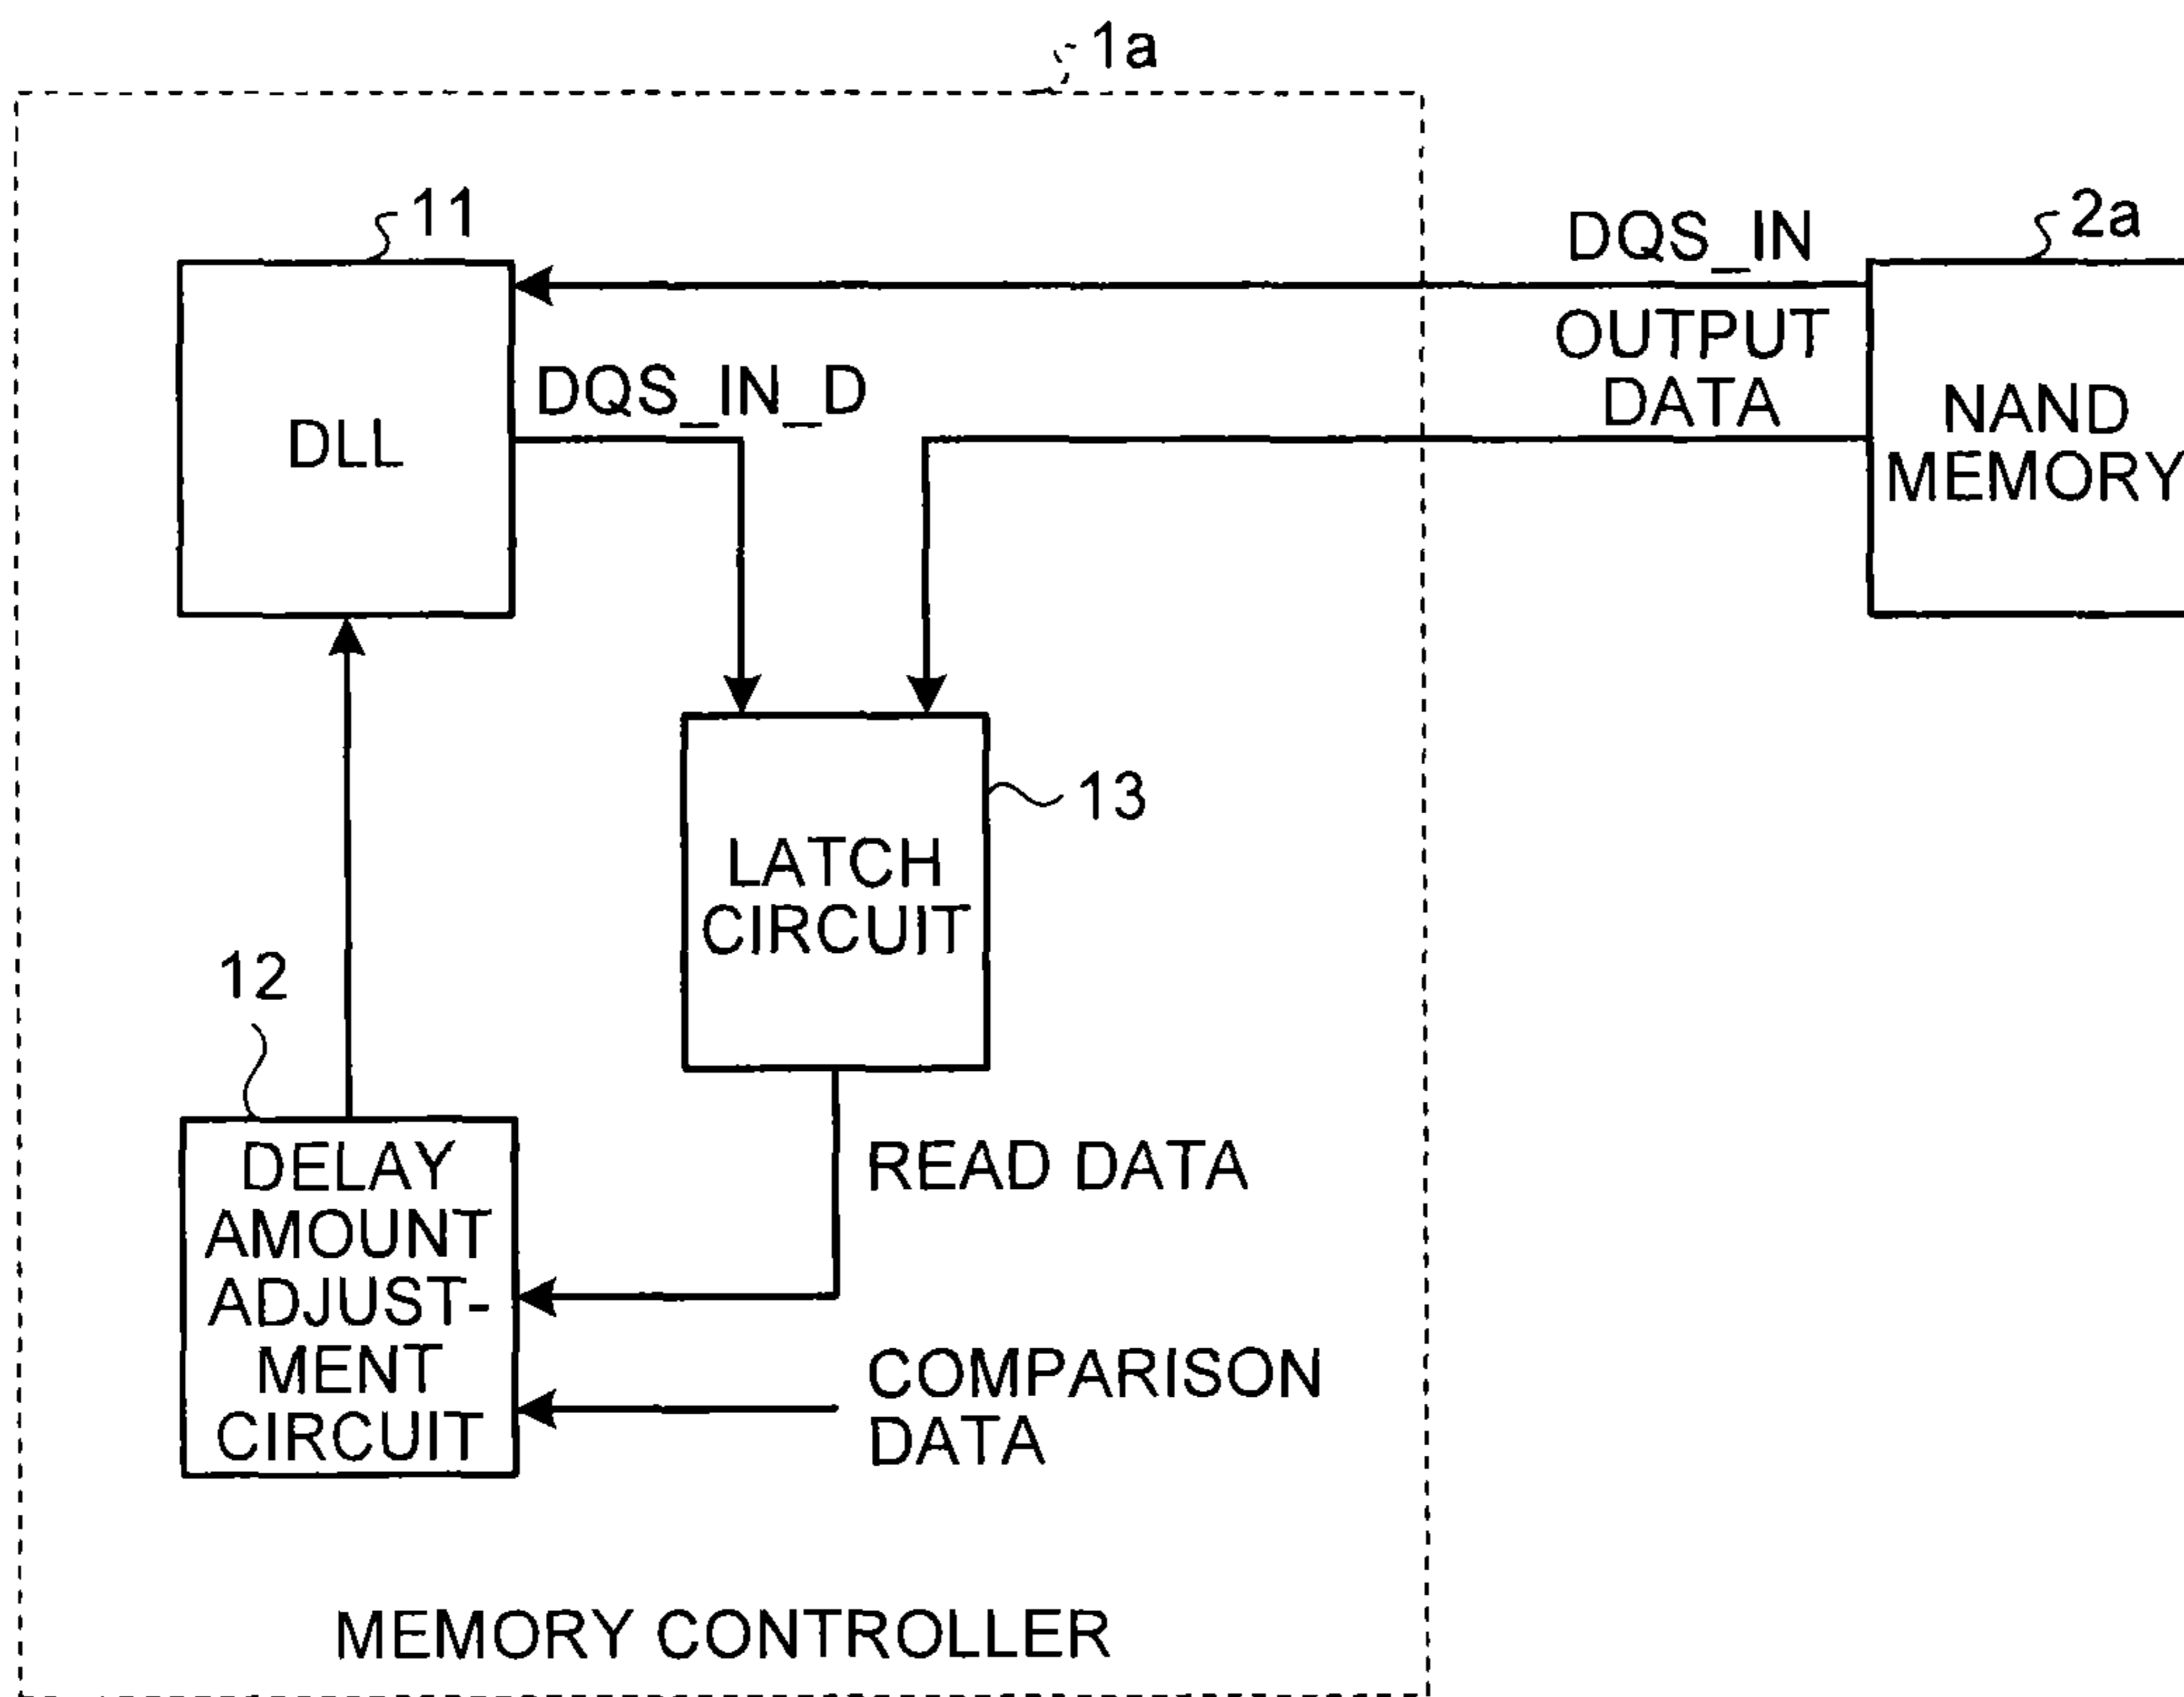 1a
11
DQS_IN
2a
OUTPUT
DATA
DQS_IN_D
DLL
NAND
MEMORY
13
LATCH
CIRCUIT
12
DELAY
AMOUNT
ADJUST-
MENT
CIRCUIT
READ DATA
COMPARISON
DATA
MEMORY CONTROLLER